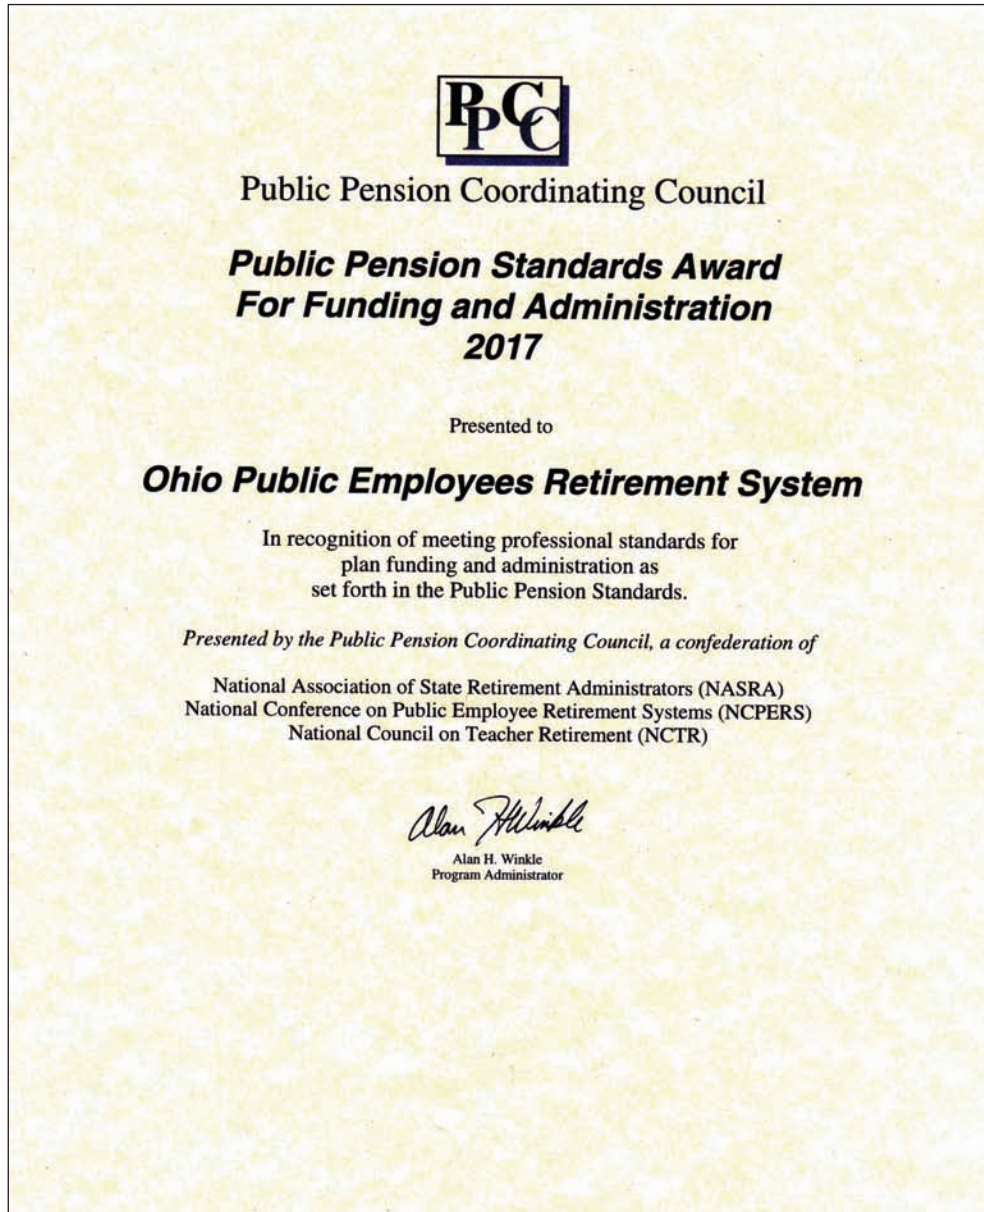 PPCC
Public Pension Coordinating Council
Public Pension Standards Award
For Funding and Administration
2017
Presented to
Ohio Public Employees Retirement System
In recognition of meeting professional standards for
plan funding and administration as
set forth in the Public Pension Standards.
Presented by the Public Pension Coordinating Council, a confederation of
National Association of State Retirement Administrators (NASRA)
National Conference on Public Employee Retirement Systems (NCPERS)
National Council on Teacher Retirement (NCTR)
Alan H Winkle
Alan H. Winkle
Program Administrator